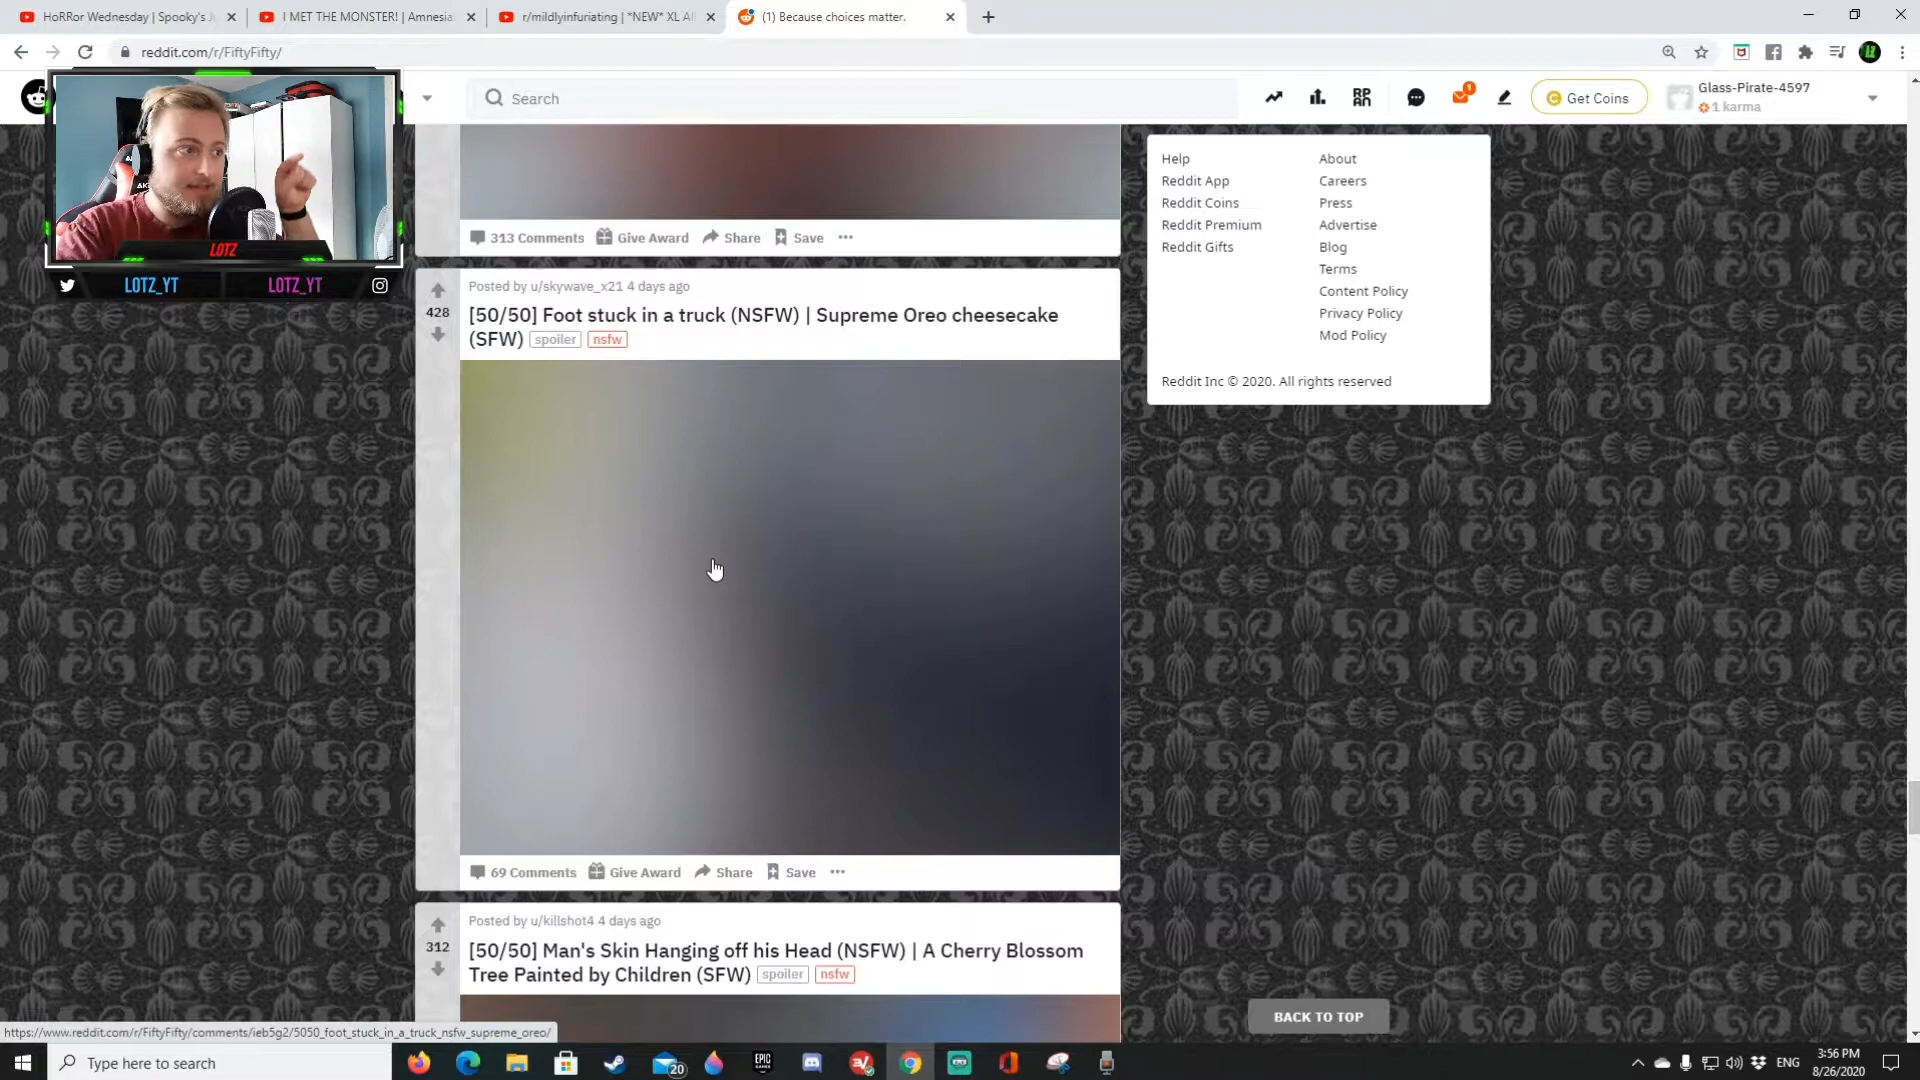 HoRRor Wednesday | Spooky's J
I MET THE MONSTER! | Amnesia
r/mildlyinfuriating | *NEW* XL All
(1) Because choices matter.
reddit.com/r/FiftyFifty/
Search
1
Get Coins
Glass-Pirate-4597
1 karma
LOTZ
LOTZ_YT
LOTZ_YT
313 Comments
Give Award
Share
Save
Help
About
Reddit App
Careers
Reddit Coins
Press
Reddit Premium
Advertise
Reddit Gifts
Blog
Terms
Content Policy
Privacy Policy
Mod Policy
Reddit Inc © 2020. All rights reserved
Posted by u/skywave_x21 4 days ago
428
[50/50] Foot stuck in a truck (NSFW) | Supreme Oreo cheesecake
(SFW) spoiler nsfw
69 Comments
Give Award
Share
Save
Posted by u/killshot4 4 days ago
312
[50/50] Man's Skin Hanging off his Head (NSFW) | A Cherry Blossom
Tree Painted by Children (SFW) spoiler nsfw
BACK TO TOP
https://www.reddit.com/r/FiftyFifty/comments/ieb5g2/5050_foot_stuck_in_a_truck_nsfw_supreme_oreo/
Type here to search
20
EPIC
GAMES
ENG
3:56 PM
8/26/2020